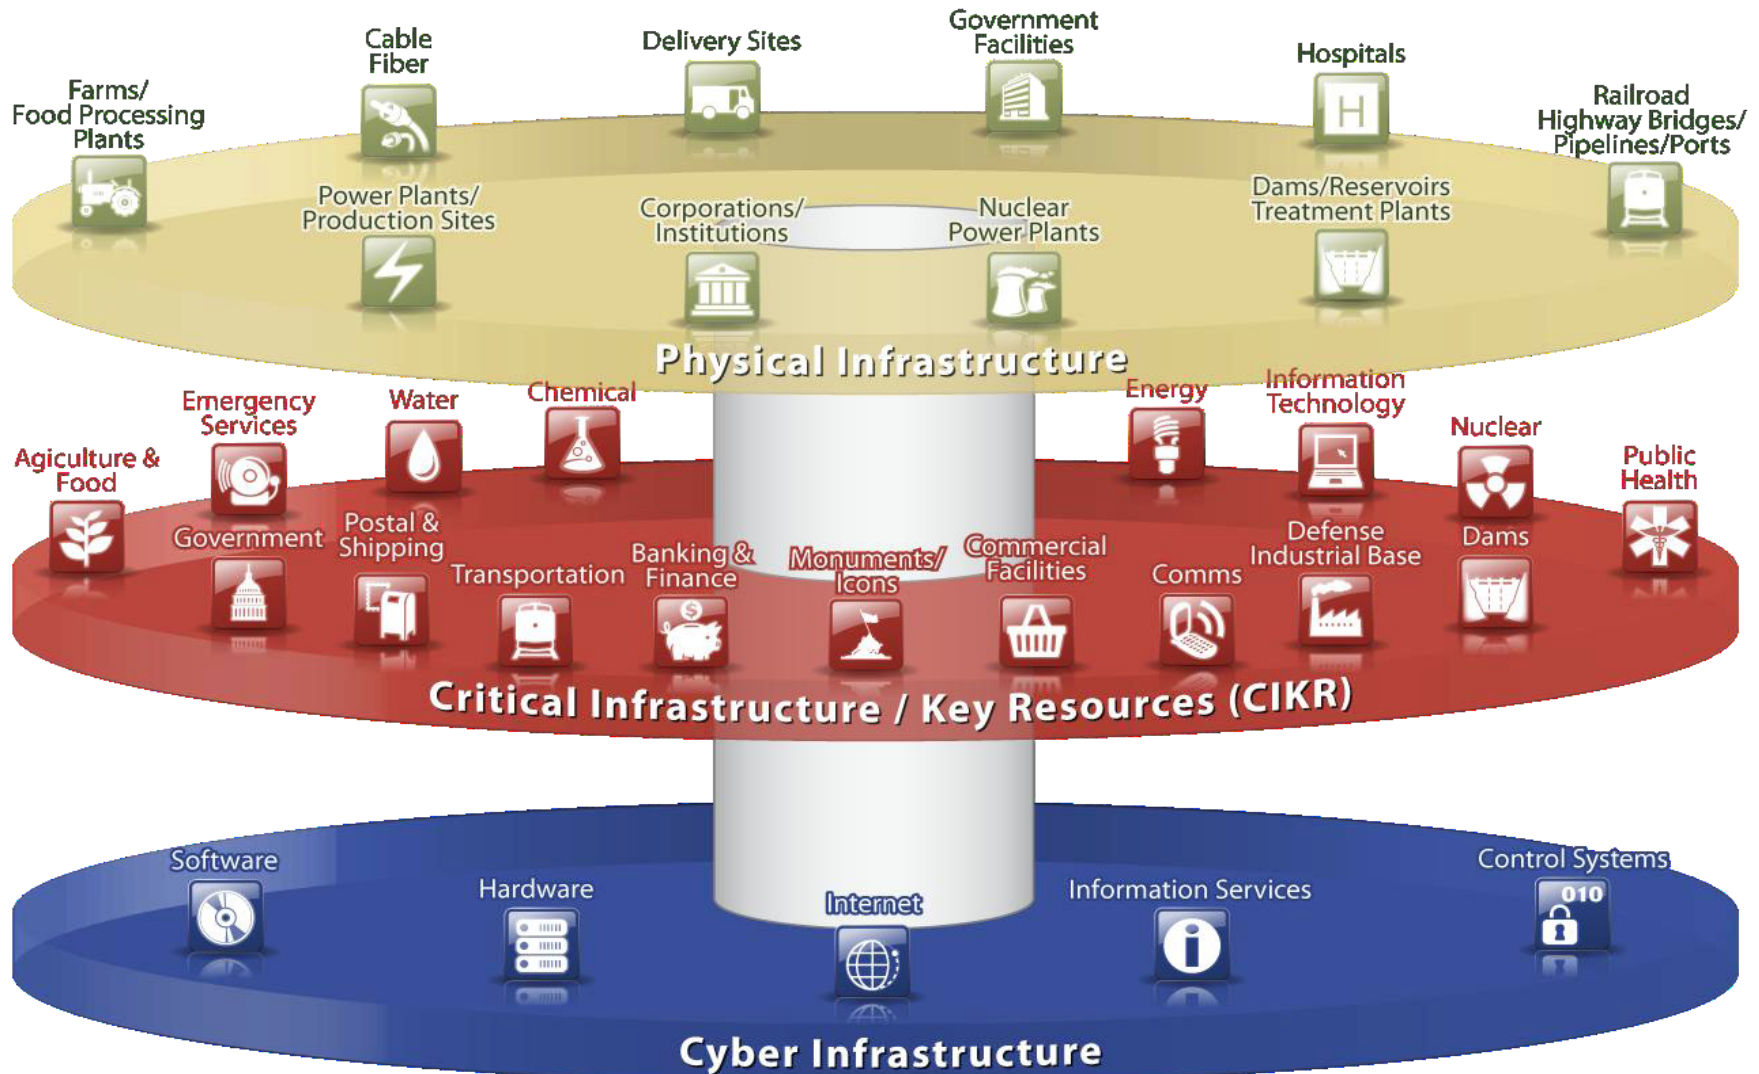 Farms/
Food Processing
Plants
Cable
Fiber
Delivery Sites
Government
Facilities
Hospitals
H
Railroad
Highway Bridges/
Pipelines/Ports
Power Plants/
Production Sites
Corporations/
Institutions
Nuclear
Power Plants
Dams/Reservoirs
Treatment Plants
Physical Infrastructure
Agiculture &
Food
Emergency
Services
Water
Chemical
Energy
Information
Technology
Nuclear
Public
Health
Government
Postal &
Shipping
Transportation
Banking &
Finance
$
Monuments/
Icons
Commercial
Facilities
Comms
Defense
Industrial Base
Dams
Critical Infrastructure / Key Resources (CIKR)
Software
Hardware
Internet
Information Services
i
Control Systems
010
Cyber Infrastructure